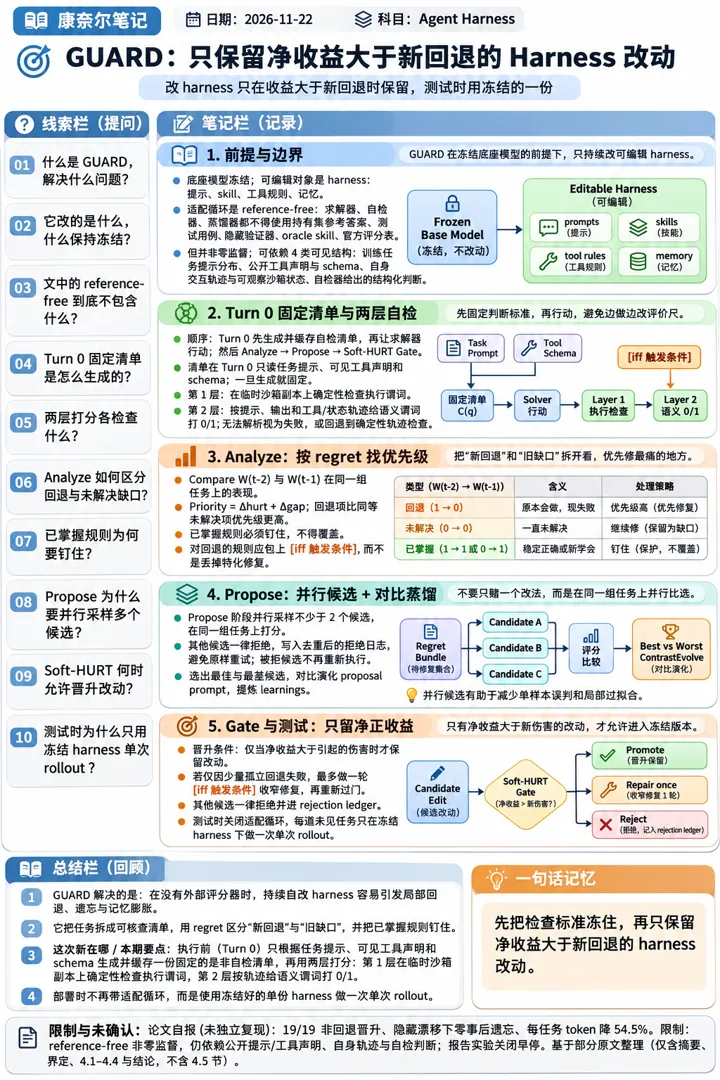 康奈尔笔记
日期：2026-11-22
科目：Agent Harness
GUARD：只保留净收益大于新回退的 Harness 改动
改 harness 只在收益大于新回退时保留，测试时用冻结的一份
? 线索栏（提问）
01 什么是 GUARD，
解决什么问题？
02 它改的是什么，
什么保持冻结？
03 文中的 reference-
free 到底不包含
什么？
04 Turn 0 固定清单
是怎么生成的？
05 两层打分各检查
什么？
06 Analyze 如何区分
回退与未解决缺口？
07 已掌握规则为何
要钉住？
08 Propose 为什么
要并行采样多个
候选？
09 Soft-HURT 何时
允许晋升改动？
10 测试时为什么只用
冻结 harness 单次
rollout？
笔记栏（记录）
1. 前提与边界
GUARD 在冻结底座模型的前提下，只持续改可编辑 harness。
底座模型冻结；可编辑对象是 harness：
提示、skill、工具规则、记忆。
适配循环是 reference-free：求解器、自检
器、蒸馏器都不得使用持有集参考答案、测
试用例、隐藏验证器、oracle skill、官方评分表。
但并非零监督；可依赖 4 类可见结构：训练任
务提示分布、公开工具声明与 schema、自身
交互轨迹与可观察沙箱状态、自检器给出的结构化判断。
Frozen
Base Model
（冻结，不改动）
Editable Harness
（可编辑）
prompts
（提示）
skills
（技能）
tool rules
（工具规则）
memory
（记忆）
2. Turn 0 固定清单与两层自检
先固定判断标准，再行动，避免边做边改评价尺。
顺序：Turn 0 先生成并缓存自检清单，再让求解器
行动；然后 Analyze → Propose → Soft-HURT Gate。
清单在 Turn 0 只读任务提示、可见工具声明和
schema；一旦生成就固定。
第 1 层：在临时沙箱副本上确定性检查执行谓词。
第 2 层：按提示、输出和工具/状态轨迹给语义谓词
打 0/1；无法解析视为失败，或回退到确定性轨迹检查。
Task
Prompt
Tool
Schema
[iff 触发条件]
固定清单
C(q)
Solver
行动
Layer 1
执行检查
Layer 2
语义 0/1
3. Analyze：按 regret 找优先级
把“新回退”和“旧缺口”拆开看，优先修最痛的地方。
Compare W(t-2) 与 W(t-1) 在同一组
任务上的表现。
Priority = Δhurt + Δgap；回退项比同等
未解决项优先级更高。
已掌握规则必须钉住，不得覆盖。
对回退的规则应包上 [iff 触发条件]，而不
是丢掉特化修复。
类型（W(t-2) → W(t-1)） 含义 处理策略
回退（1 → 0） 原本会做，现失败 优先级高（优先修复）
未解决（0 → 0） 一直未解决 继续修（保留为缺口）
已掌握（1 → 1 或 0 → 1） 稳定正确或新学会 钉住（保护，不覆盖）
4. Propose：并行候选 + 对比蒸馏
不要只赌一个改法，而是在同一组任务上并行比选。
Propose 阶段并行采样不少于 2 个候选，
在同一组任务上打分。
其他候选一律拒绝，写入去重后的拒绝日志，
避免原样重试；被拒候选不再重新执行。
选出最佳与最差候选，对比演化 proposal
prompt，提炼 learnings。
Regret
Bundle
（待修复集合）
Candidate A
Candidate B
Candidate C
评分
比较
Best vs Worst
ContrastEvolve
（对比演化）
并行候选有助于减少单样本误判和局部过拟合。
5. Gate 与测试：只留净正收益
只有净收益大于新伤害的改动，才允许进入冻结版本。
晋升条件：仅当净收益大于引起的伤害时才保
留改动。
若仅因少量孤立回退失败，最多做一轮
[iff 触发条件] 收窄修复，再重新过门。
其他候选一律拒绝并进 rejection ledger。
测试时关闭适配循环，每道未见任务只在冻结
harness 下做一次单次 rollout。
Candidate
Edit
（候选改动）
Soft-HURT
Gate
（净收益 > 新伤害？）
Promote
（晋升保留）
Repair once
（收窄修复 1 轮）
Reject
（拒绝，记入 rejection ledger）
总结栏（回顾）
1 GUARD 解决的是：在没有外部评分器时，持续自改 harness 容易引发局部回
退、遗忘与记忆膨胀。
2 它把任务拆成可核查清单，用 regret 区分“新回退”与“旧缺口”，并把已掌握规则钉住。
3 这次新在哪 / 本期要点：执行前（Turn 0）只根据任务提示、可见工具声明和
schema 生成并缓存一份固定的是非自检清单，再用两层打分：第 1 层在临时沙箱
副本上确定性检查执行谓词，第 2 层按轨迹给语义谓词打 0/1。
4 部署时不再带适配循环，而是使用冻结好的单份 harness 做一次单次 rollout。
一句话记忆
先把检查标准冻住，再只保留
净收益大于新回退的 harness
改动。
限制与未确认：论文自报 (未独立复现)：19/19 非回退晋升、隐藏漂移下零事后遗忘、每任务 token 降 54.5%。限制：
reference-free 非零监督，仍依赖公开提示/工具声明、自身轨迹与自检判断；报告实验关闭早停。基于部分原文整理（仅含摘要、
界定、4.1–4.4 与结论，不含 4.5 节）。